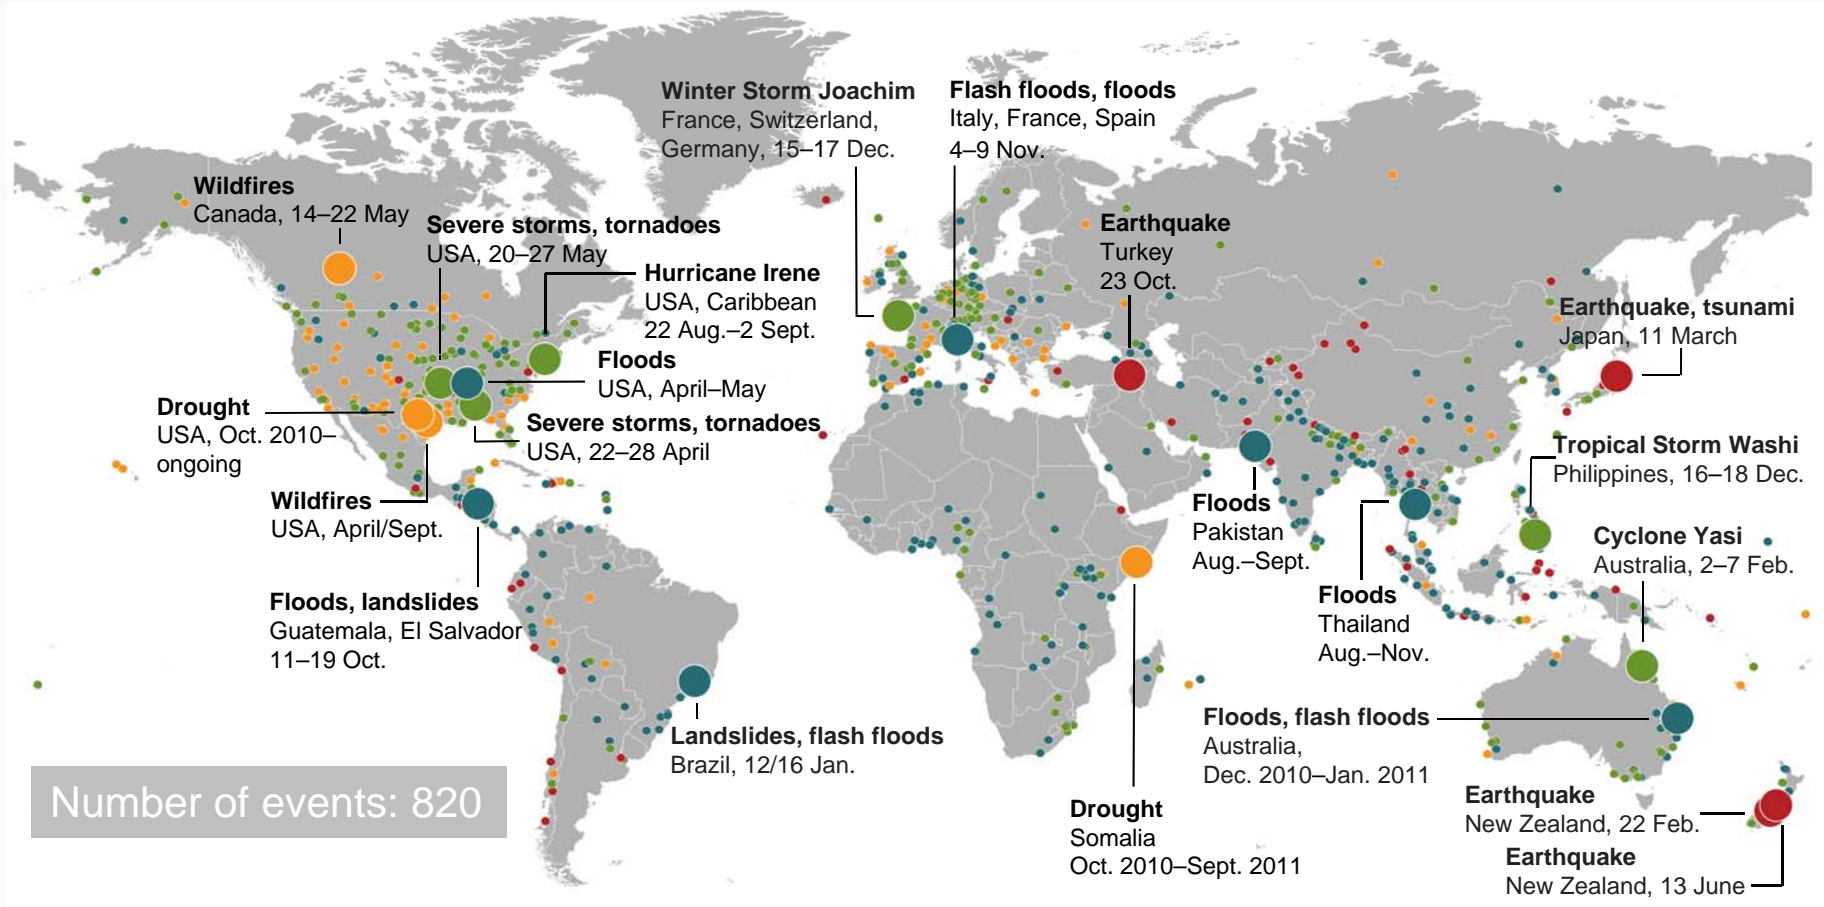 Winter Storm Joachim
France, Switzerland,
Germany, 15–17 Dec.
Flash floods, floods
Italy, France, Spain
4–9 Nov.
Wildfires
Canada, 14–22 May
Severe storms, tornadoes
USA, 20–27 May
Hurricane Irene
USA, Caribbean
22 Aug.–2 Sept.
Earthquake
Turkey
23 Oct.
Earthquake, tsunami
Japan, 11 March
Floods
USA, April–May
Drought
USA, Oct. 2010–
ongoing
Severe storms, tornadoes
USA, 22–28 April
Tropical Storm Washi
Philippines, 16–18 Dec.
Wildfires
USA, April/Sept.
Floods
Pakistan
Aug.–Sept.
Cyclone Yasi
Australia, 2–7 Feb.
Floods, landslides
Guatemala, El Salvador
11–19 Oct.
Floods
Thailand
Aug.–Nov.
Landslides, flash floods
Brazil, 12/16 Jan.
Floods, flash floods
Australia,
Dec. 2010–Jan. 2011
Number of events: 820
Drought
Somalia
Oct. 2010–Sept. 2011
Earthquake
New Zealand, 22 Feb.
Earthquake
New Zealand, 13 June